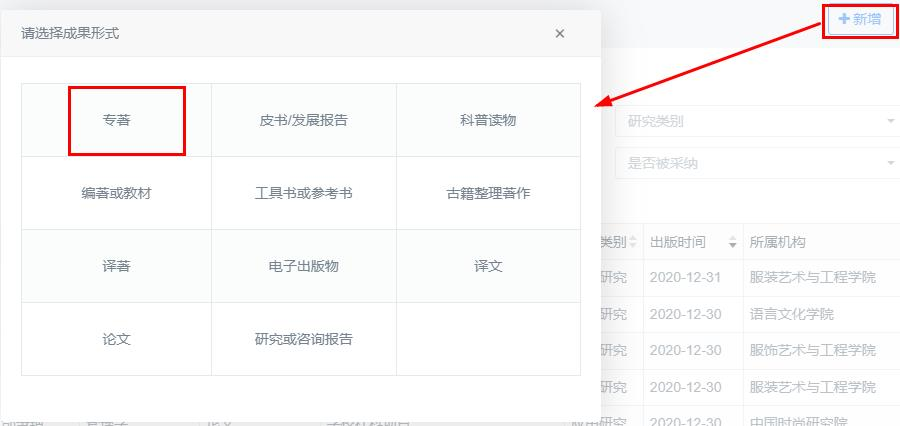 新增
请选择成果形式
专著 皮书/发展报告 科普读物
编著或教材 工具书或参考书 古籍整理著作
译著 电子出版物 译文
论文 研究或咨询报告
研究类别
是否被采纳
类别 出版时间 所属机构
研究 2020-12-31 服装艺术与工程学院
研究 2020-12-30 语言文化学院
研究 2020-12-30 服饰艺术与工程学院
研究 2020-12-30 服装艺术与工程学院
管理学 论文 应用研究 2020-12-30 中国时尚研究院